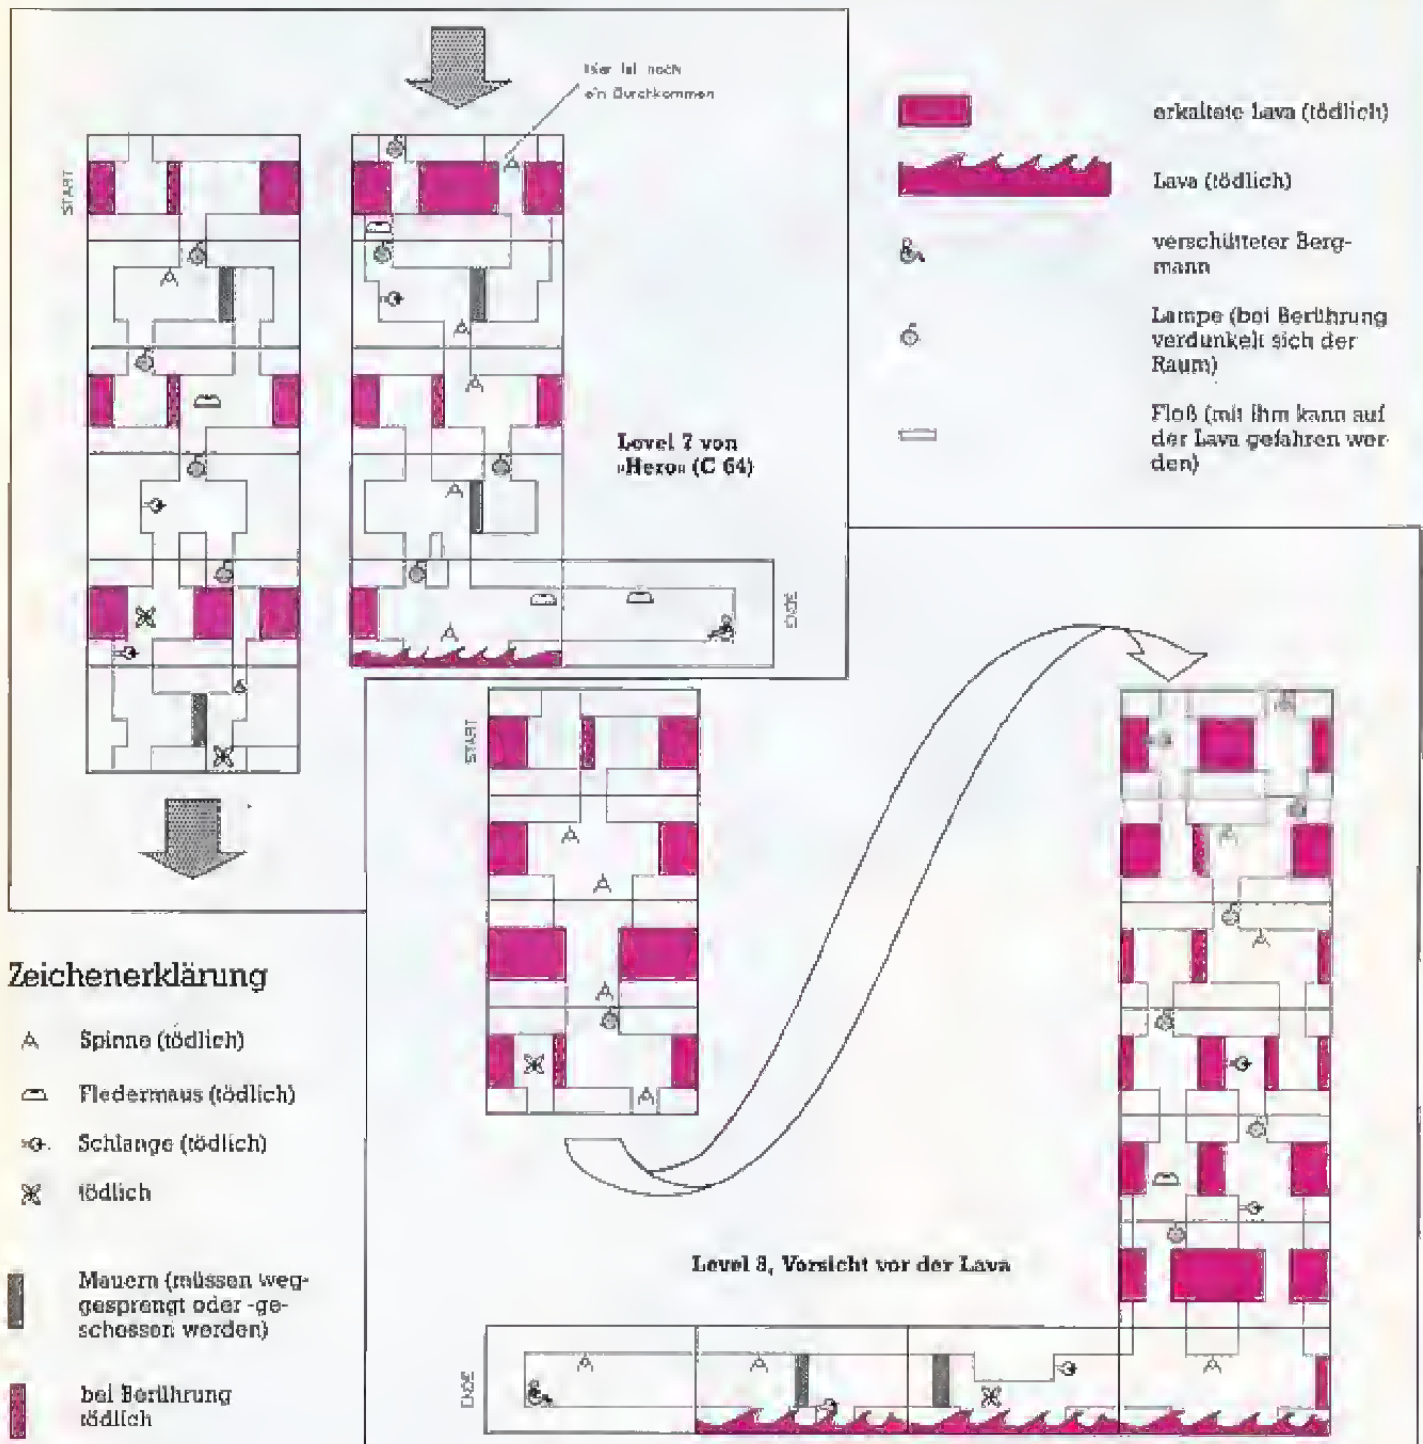 Hier ist noch
ein Durchkommen
START
Level 7 von
»Hero« (C 64)
ENDE
erkaltete Lava (tödlich)
Lava (tödlich)
verschütteter Berg-
mann
Lampe (bei Berührung
verdunkelt sich der
Raum)
Floß (mit ihm kann auf
der Lava gefahren wer-
den)
START
Level 8, Vorsicht vor der Lava
ENDE
Zeichenerklärung
Spinne (tödlich)
Fledermaus (tödlich)
Schlange (tödlich)
tödlich
Mauern (müssen weg-
gesprengt oder -ge-
schossen werden)
bei Berührung
tödlich